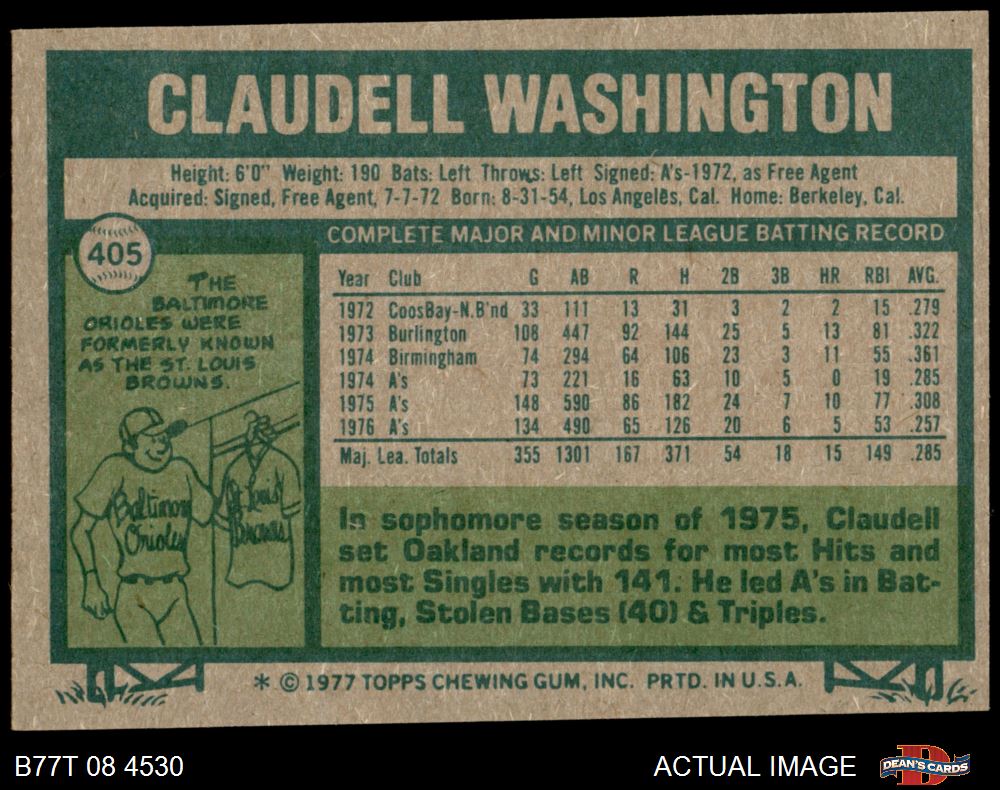 CLAUDELL WASHINGTON
Height: 6'0" Weight: 190 Bats: Left Throws: Left Signed: A's-1972, as Free Agent
Acquired: Signed, Free Agent, 7-7-72 Born: 8-31-54, Los Angeles, Cal. Home: Berkeley, Cal.
405
THE
BALTIMORE
ORIOLES WERE
FORMERLY KNOWN
AS THE ST. LOUIS
BROWNS.
Baltimore
Orioles
St. Louis
Browns
COMPLETE MAJOR AND MINOR LEAGUE BATTING RECORD
Year Club G AB R H 2B 3B HR RBI AVG.
1972 CoosBay-N.B'nd 33 111 13 31 3 2 2 15 .279
1973 Burlington 108 447 92 144 25 5 13 81 .322
1974 Birmingham 74 294 64 106 23 3 11 55 .361
1974 A's 73 221 16 63 10 5 0 19 .285
1975 A's 148 590 86 182 24 7 10 77 .308
1976 A's 134 490 65 126 20 6 5 53 .257
Maj. Lea. Totals 355 1301 167 371 54 18 15 149 .285
In sophomore season of 1975, Claudell
set Oakland records for most Hits and
most Singles with 141. He led A's in Bat-
ting, Stolen Bases (40) & Triples.
* © 1977 TOPPS CHEWING GUM, INC. PRTD. IN U.S.A.
B77T 08 4530
ACTUAL IMAGE
D
DEAN'S CARDS